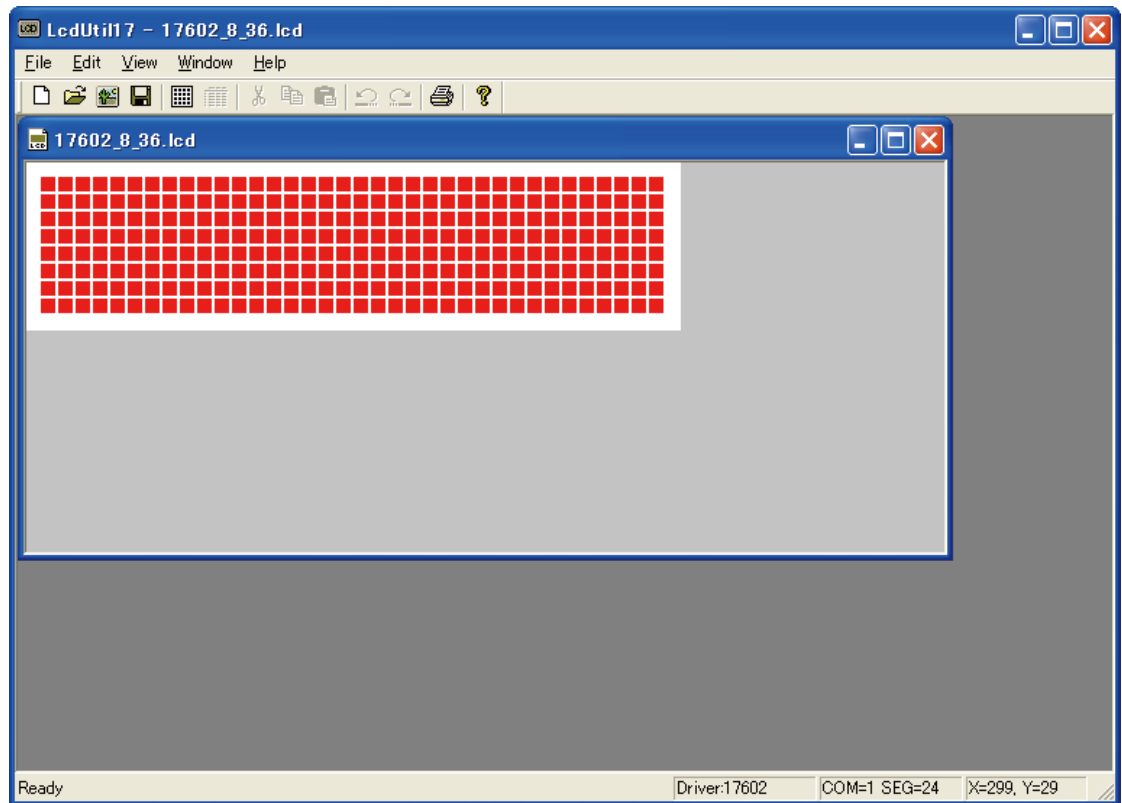 LcdUtil17 - 17602_8_36.lcd
File Edit View Window Help
17602_8_36.lcd
Ready Driver:17602 COM=1 SEG=24 X=299, Y=29